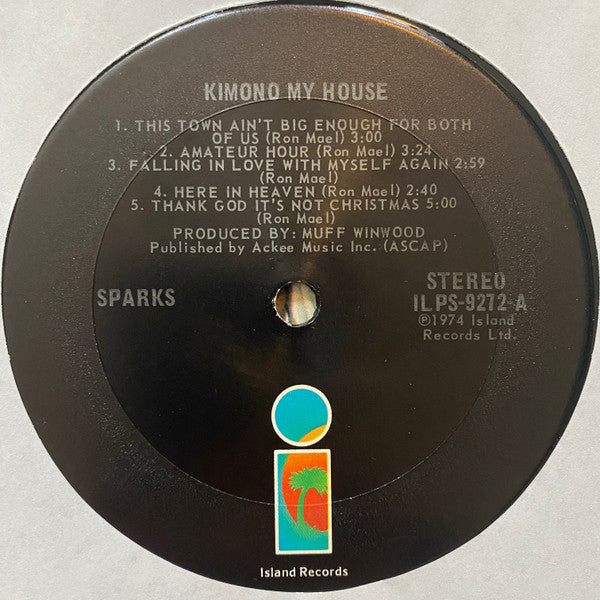 KIMONO MY HOUSE
1. THIS TOWN AIN'T BIG ENOUGH FOR BOTH
OF US (Ron Mael) 3:00
2. AMATEUR HOUR (Ron Mael) 3:24
3. FALLING IN LOVE WITH MYSELF AGAIN 2:59
(Ron Mael)
4. HERE IN HEAVEN (Ron Mael) 2:40
5. THANK GOD IT'S NOT CHRISTMAS 5:00
(Ron Mael)
PRODUCED BY: MUFF WINWOOD
Published by Ackee Music Inc. (ASCAP)
SPARKS
STEREO
ILPS-9272-A
℗1974 Island
Records Ltd.
i
Island Records